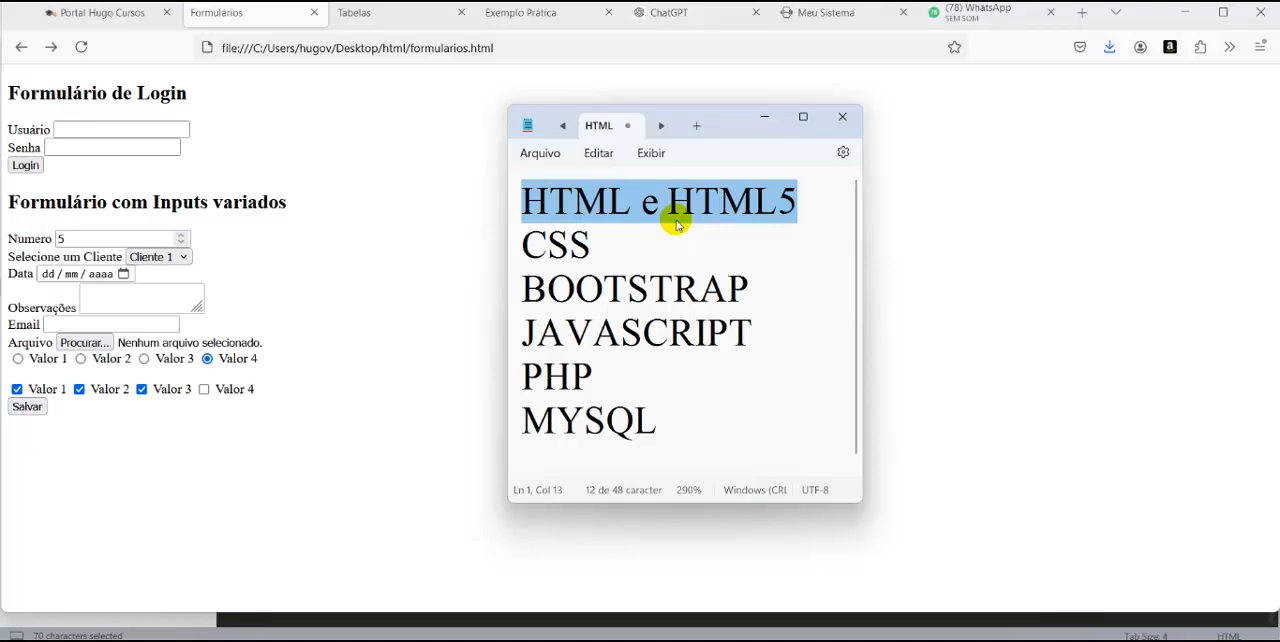 Portal Hugo Cursos
Formulários
Tabelas
Exemplo Prática
ChatGPT
Meu Sistema
(78) WhatsApp
SEM SOM
file:///C:/Users/hugov/Desktop/html/formularios.html
Formulário de Login
Usuário
Senha
Login
Formulário com Inputs variados
Numero 5
Selecione um Cliente Cliente 1
Data dd / mm / aaaa
Observações
Email
Arquivo Procurar... Nenhum arquivo selecionado.
Valor 1 Valor 2 Valor 3 Valor 4
Valor 1 Valor 2 Valor 3 Valor 4
Salvar
HTML
Arquivo Editar Exibir
HTML e HTML5
CSS
BOOTSTRAP
JAVASCRIPT
PHP
MYSQL
Ln 1, Col 13 12 de 48 caracter 290% Windows (CRL UTF-8
70 characters selected Tab Size: 4 HTML